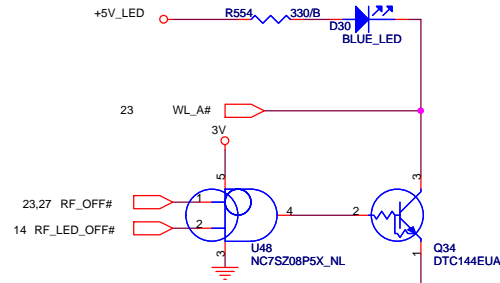 +5V_LED R554 330/B D30
BLUE_LED
23 WL_A#
3V
5 3
23,27 RF_OFF# 1
4 2
14 RF_LED_OFF# 2
U48 Q34
3 NC7SZ08P5X_NL 1 DTC144EUA